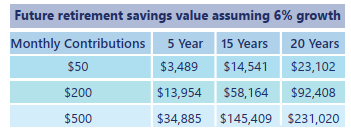 Future retirement savings value assuming 6% growth
Monthly Contributions 5 Year 15 Years 20 Years
$50 $3,489 $14,541 $23,102
$200 $13,954 $58,164 $92,408
$500 $34,885 $145,409 $231,020